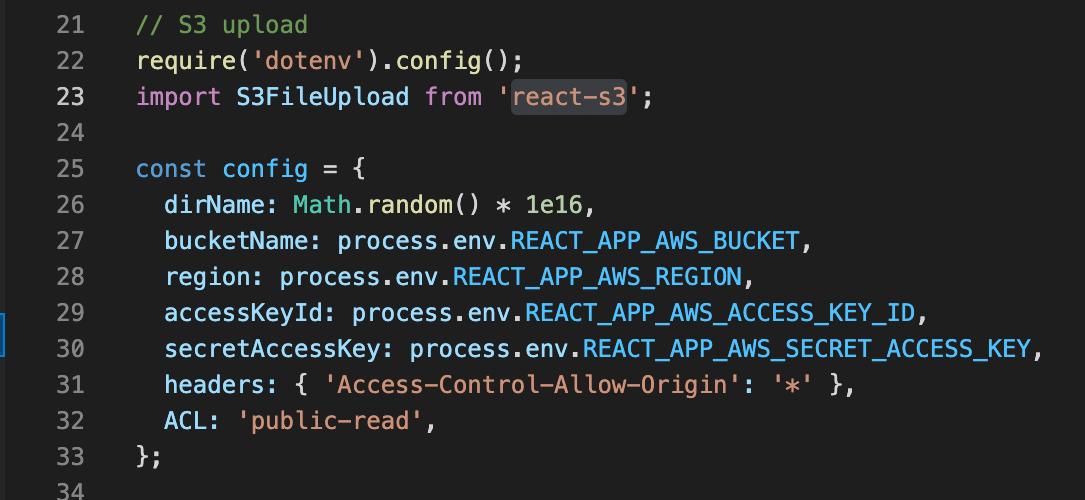 21 // S3 upload
22 require('dotenv').config();
23 import S3FileUpload from 'react-s3';
24
25 const config = {
26 dirName: Math.random() * 1e16,
27 bucketName: process.env.REACT_APP_AWS_BUCKET,
28 region: process.env.REACT_APP_AWS_REGION,
29 accessKeyId: process.env.REACT_APP_AWS_ACCESS_KEY_ID,
30 secretAccessKey: process.env.REACT_APP_AWS_SECRET_ACCESS_KEY,
31 headers: { 'Access-Control-Allow-Origin': '*' },
32 ACL: 'public-read',
33 };
34